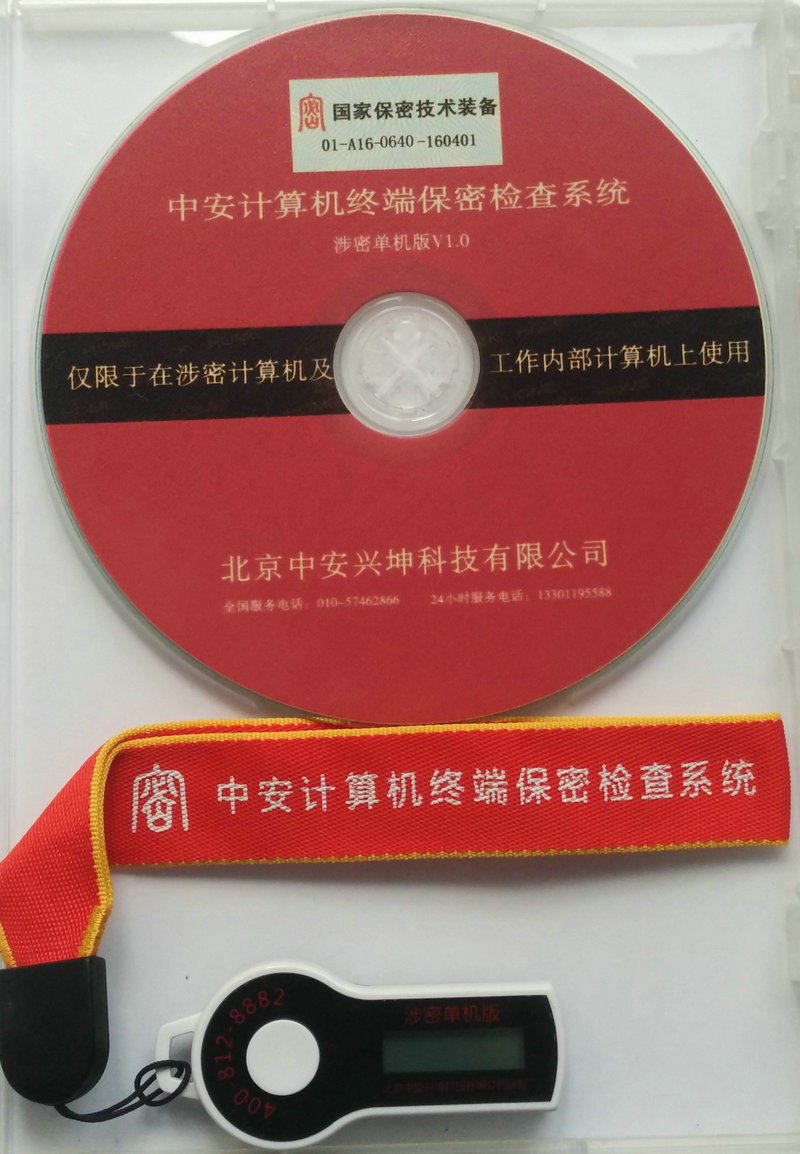 国家保密技术装备
01-A16-0640-160401
中安计算机终端保密检查系统
涉密单机版V1.0
仅限于在涉密计算机及 工作内部计算机上使用
北京中安兴坤科技有限公司
全国服务电话：010-57462866 24小时服务电话：13301195588
中安计算机终端保密检查系统
400-812-8882
涉密单机版